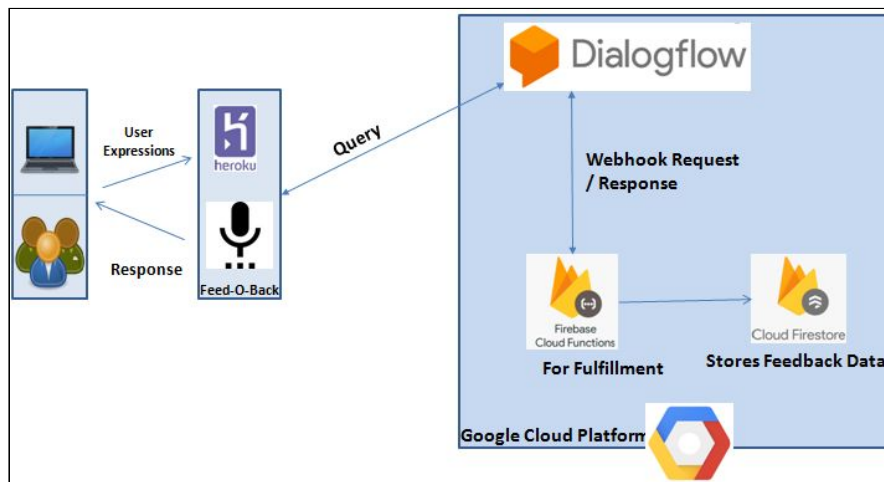 Dialogflow
User
Expressions
heroku
Query
Webhook Request
/ Response
Response
Feed-O-Back
Firebase
Cloud Functions
Cloud Firestore
For Fulfillment
Stores Feedback Data
Google Cloud Platform